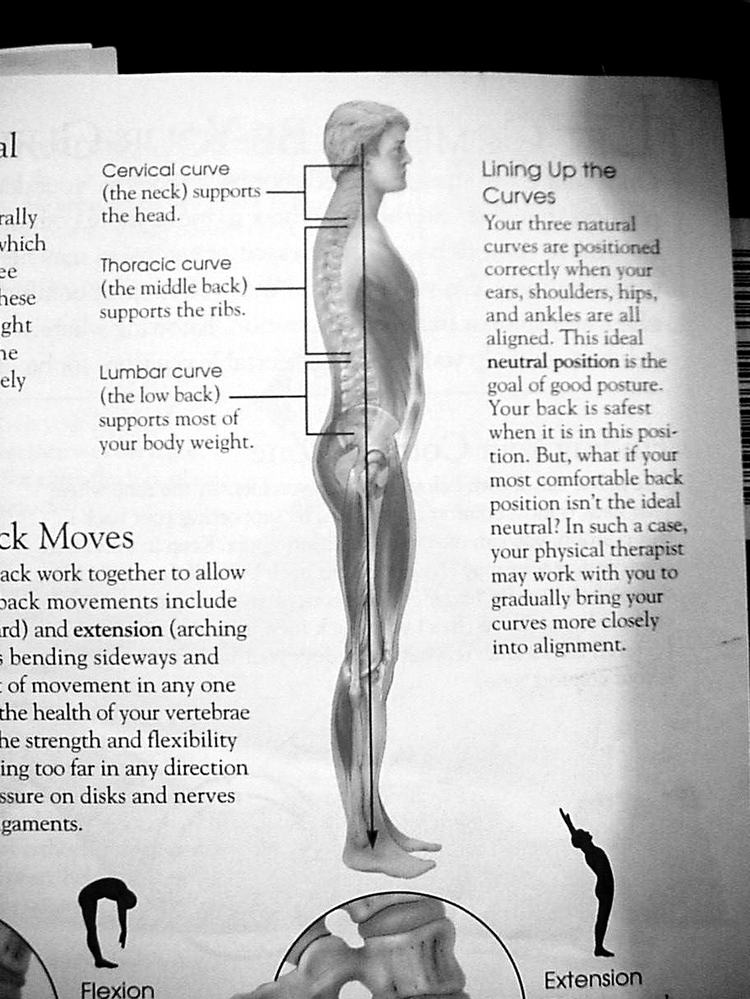 al
rally
which
ee
hese
ght
ne
ely
Cervical curve
(the neck) supports
the head.
Thoracic curve
(the middle back)
supports the ribs.
Lumbar curve
(the low back)
supports most of
your body weight.
Lining Up the
Curves
Your three natural
curves are positioned
correctly when your
ears, shoulders, hips,
and ankles are all
aligned. This ideal
neutral position is the
goal of good posture.
Your back is safest
when it is in this posi-
tion. But, what if your
most comfortable back
position isn't the ideal
neutral? In such a case,
your physical therapist
may work with you to
gradually bring your
curves more closely
into alignment.
ck Moves
ack work together to allow
back movements include
ard) and extension (arching
s bending sideways and
t of movement in any one
the health of your vertebrae
he strength and flexibility
ing too far in any direction
ssure on disks and nerves
gaments.
Flexion
Extension